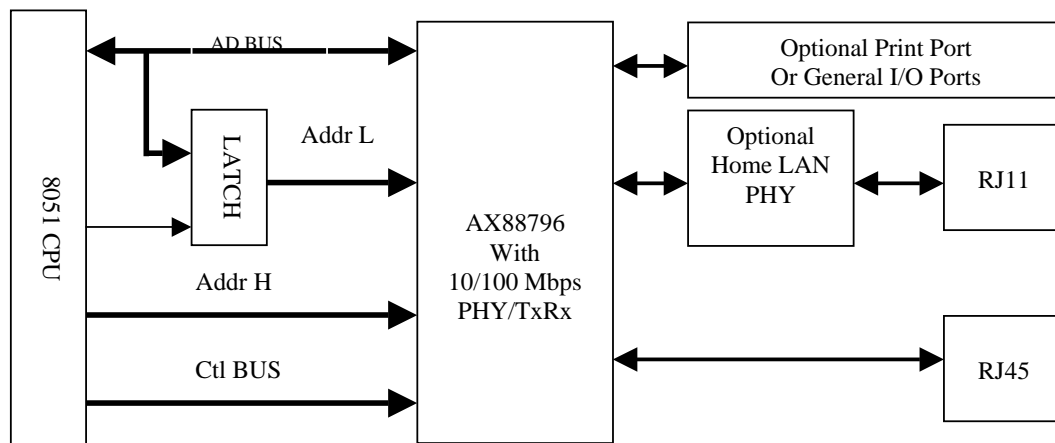 8051 CPU
AD BUS
LATCH
Addr L
Addr H
Ctl BUS
AX88796
With
10/100 Mbps
PHY/TxRx
Optional Print Port
Or General I/O Ports
Optional
Home LAN
PHY
RJ11
RJ45